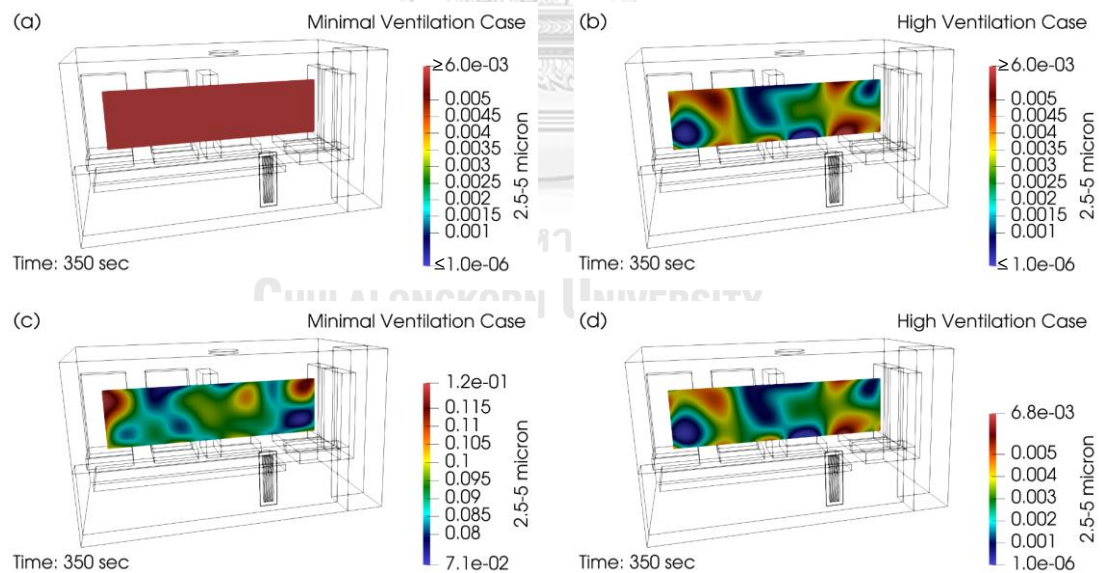 (a) Minimal Ventilation Case
≥6.0e-03
0.005
0.0045
0.004
0.0035
0.003
0.0025
0.002
0.0015
0.001
≤1.0e-06
2.5-5 micron
Time: 350 sec
(b) High Ventilation Case
≥6.0e-03
0.005
0.0045
0.004
0.0035
0.003
0.0025
0.002
0.0015
0.001
≤1.0e-06
2.5-5 micron
Time: 350 sec
CHULALONGKORN UNIVERSITY
(c) Minimal Ventilation Case
1.2e-01
0.115
0.11
0.105
0.1
0.095
0.09
0.085
0.08
7.1e-02
2.5-5 micron
Time: 350 sec
(d) High Ventilation Case
6.8e-03
0.005
0.004
0.003
0.002
0.001
1.0e-06
2.5-5 micron
Time: 350 sec